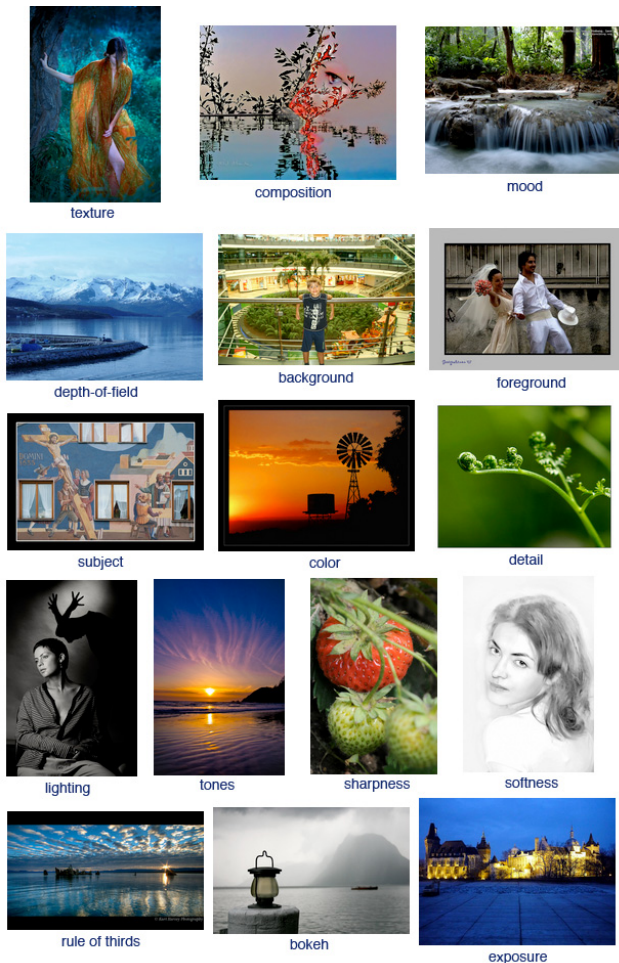 texture
composition
mood
depth-of-field
background
foreground
subject
color
detail
lighting
tones
sharpness
softness
rule of thirds
bokeh
exposure